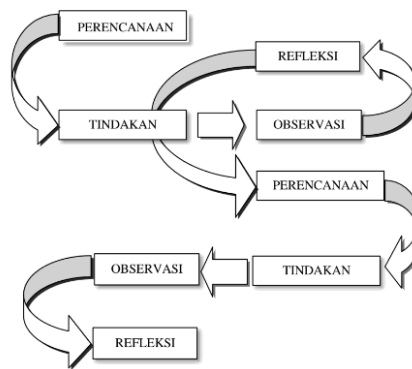 PERENCANAAN
REFLEKSI
TINDAKAN
OBSERVASI
PERENCANAAN
OBSERVASI
TINDAKAN
REFLEKSI